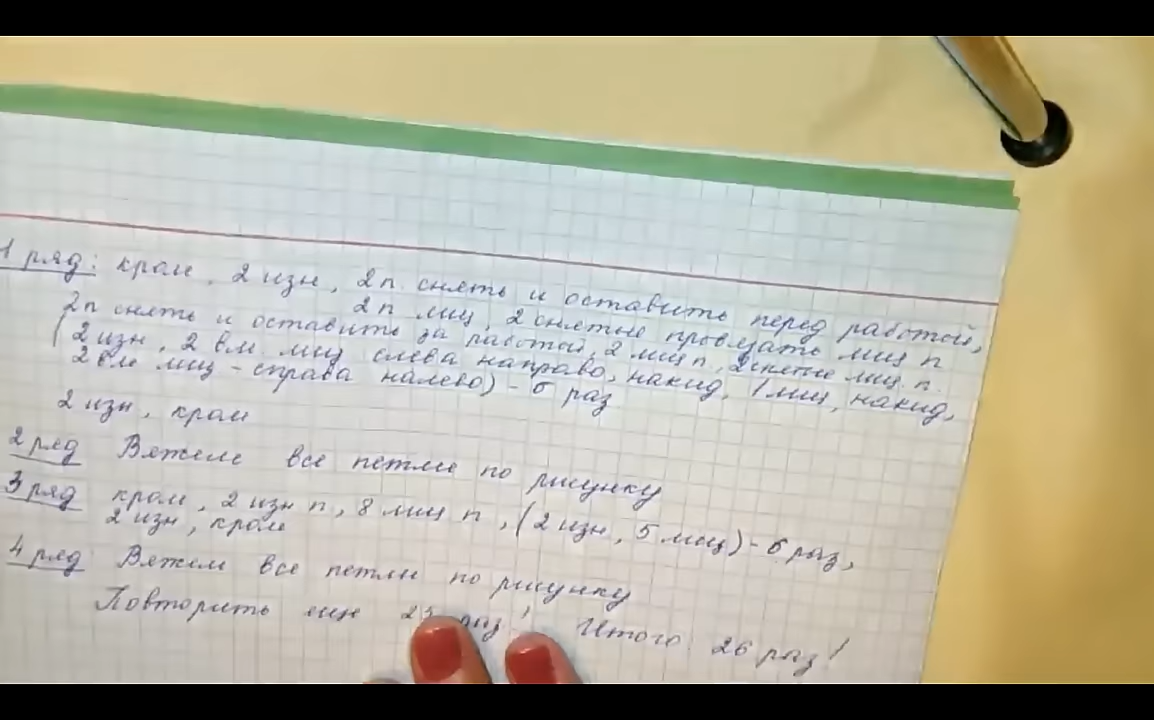 1 ряд: кром, 2 изн, 2п снять и оставить перед работой,
2п лиц, 2 снятые провязать лиц п
2п снять и оставить за работой, 2 лиц п, 2 снятые лиц. п.
(2 изн, 2 вм лиц слева направо, накид, 1 лиц, накид,
2 вм лиц - справа налево) - 6 раз
2 изн, кром
2 ряд Вяжем все петли по рисунку
3 ряд кром, 2 изн п, 8 лиц п, (2 изн, 5 лиц) - 6 раз,
2 изн, кром
4 ряд Вяжем все петли по рисунку
Повторить еще раз! Итого: 26 раз!